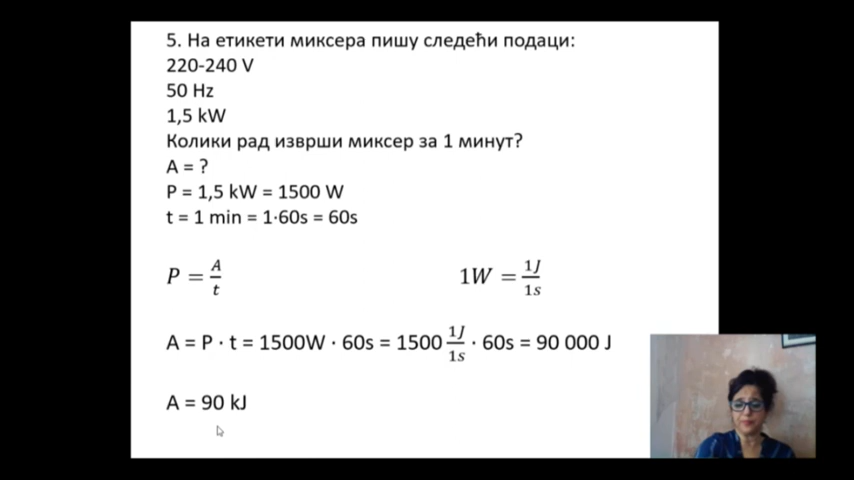 5. На етикети миксера пишу следећи подаци:
220-240 V
50 Hz
1,5 kW
Колики рад изврши миксер за 1 минут?
A = ?
P = 1,5 kW = 1500 W
t = 1 min = 1·60s = 60s
P = A/t 1W = 1J/1s
A = P · t = 1500W · 60s = 1500 1J/1s · 60s = 90 000 J
A = 90 kJ